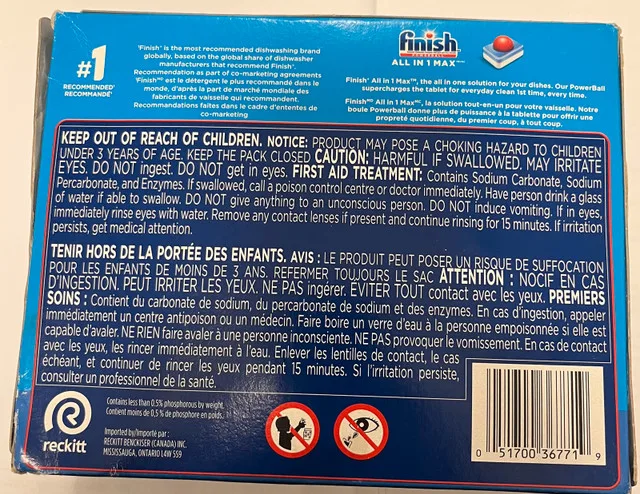 #1
RECOMMENDED†
RECOMMANDÉ†
†Finish® is the most recommended dishwashing brand
globally, based on the global share of dishwasher
manufacturers that recommend Finish®.
Recommendation as part of co-marketing agreements
†Finishᴹᴰ est le détergent le plus recommandé dans le
monde, d'après la part de marché mondiale des
fabricants de vaisselle qui recommandent.
Recommandations faites dans le cadre d'ententes de
co-marketing
finish
POWERBALL
ALL IN 1 MAX
Finish® All in 1 Max™, the all in one solution for your dishes. Our PowerBall
supercharges the tablet for everyday clean 1st time, every time.
Finishᴹᴰ All in 1 Maxᴹᶜ, la solution tout-en-un pour votre vaisselle. Notre
boule Powerball donne plus de puissance à la tablette pour offrir une
propreté quotidienne, du premier coup, à tout coup.
KEEP OUT OF REACH OF CHILDREN. NOTICE: PRODUCT MAY POSE A CHOKING HAZARD TO CHILDREN
UNDER 3 YEARS OF AGE. KEEP THE PACK CLOSED CAUTION: HARMFUL IF SWALLOWED. MAY IRRITATE
EYES. DO NOT ingest. DO NOT get in eyes. FIRST AID TREATMENT: Contains Sodium Carbonate, Sodium
Percarbonate, and Enzymes. If swallowed, call a poison control centre or doctor immediately. Have person drink a glass
of water if able to swallow. DO NOT give anything to an unconscious person. DO NOT induce vomiting. If in eyes,
immediately rinse eyes with water. Remove any contact lenses if present and continue rinsing for 15 minutes. If irritation
persists, get medical attention.
TENIR HORS DE LA PORTÉE DES ENFANTS. AVIS : LE PRODUIT PEUT POSER UN RISQUE DE SUFFOCATION
POUR LES ENFANTS DE MOINS DE 3 ANS. REFERMER TOUJOURS LE SAC ATTENTION : NOCIF EN CAS
D'INGESTION. PEUT IRRITER LES YEUX. NE PAS ingérer. EVITER TOUT contact avec les yeux. PREMIERS
SOINS : Contient du carbonate de sodium, du percarbonate de sodium et des enzymes. En cas d'ingestion, appeler
immédiatement un centre antipoison ou un médecin. Faire boire un verre d'eau à la personne empoisonnée si elle est
capable d'avaler. NE RIEN faire avaler à une personne inconsciente. NE PAS provoquer le vomissement. En cas de contact
avec les yeux, les rincer immédiatement à l'eau. Enlever les lentilles de contact, le cas
échéant, et continuer de rincer les yeux pendant 15 minutes. Si l'irritation persiste,
consulter un professionnel de la santé.
reckitt
Contains less than 0.5% phosphorous by weight.
Contient moins de 0,5 % de phosphore en poids.
Imported by/Importé par :
RECKITT BENCKISER (CANADA) INC.
MISSISSAUGA, ONTARIO L4W 5S9
0 51700 36771 9